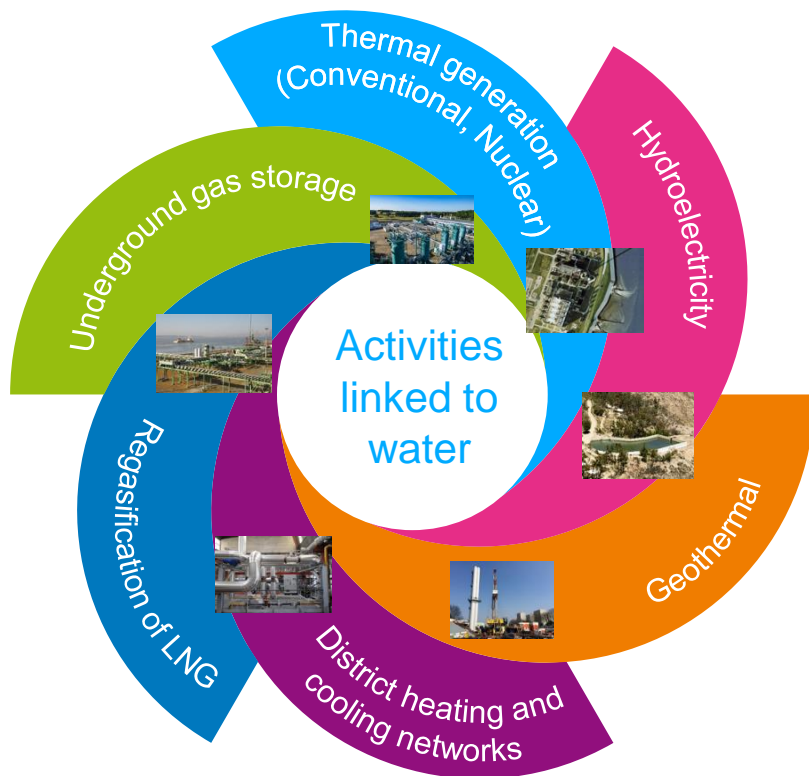 Activities
linked to
water
Thermal generation
(Conventional, Nuclear)
Hydroelectricity
Geothermal
District heating and
cooling networks
Regasification of LNG
Underground gas storage